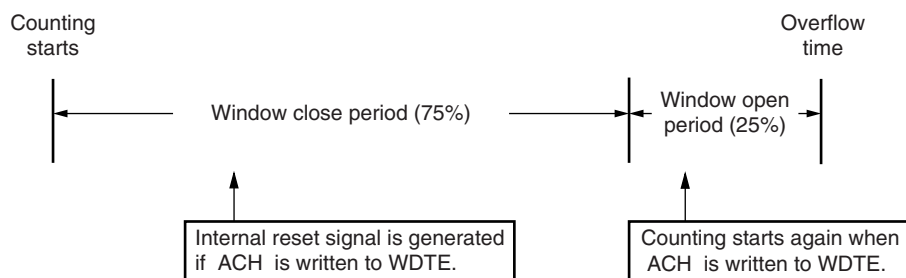 Counting
starts
Overflow
time
Window close period (75%)
Window open
period (25%)
Internal reset signal is generated
if ACH is written to WDTE.
Counting starts again when
ACH is written to WDTE.